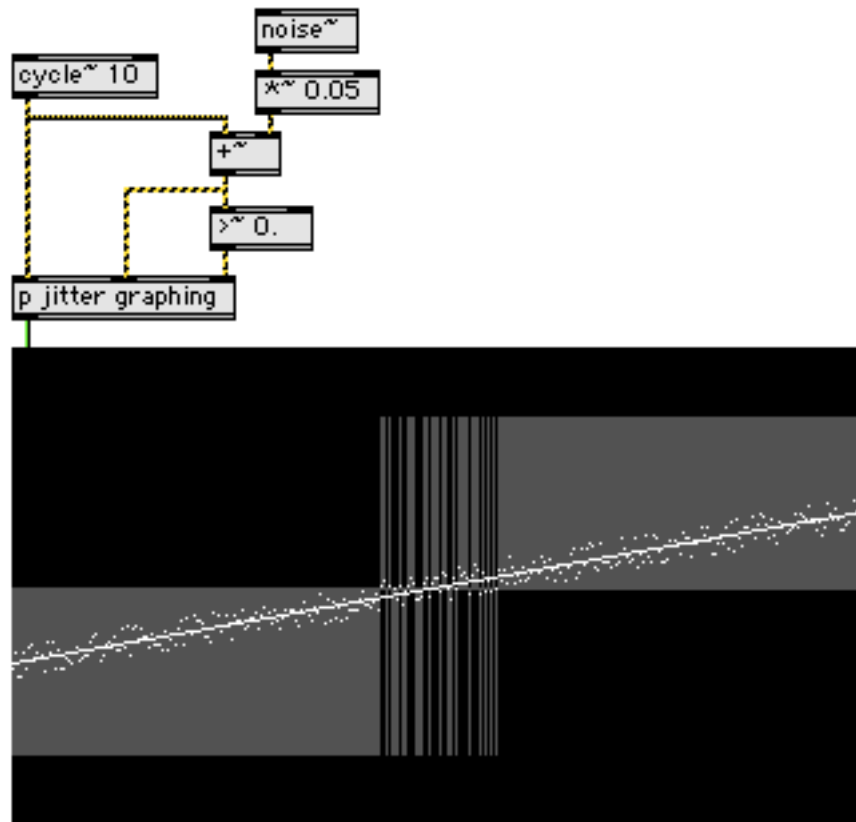 noise~
cycle~ 10
*~ 0.05
+~
>~ 0.
p jitter graphing